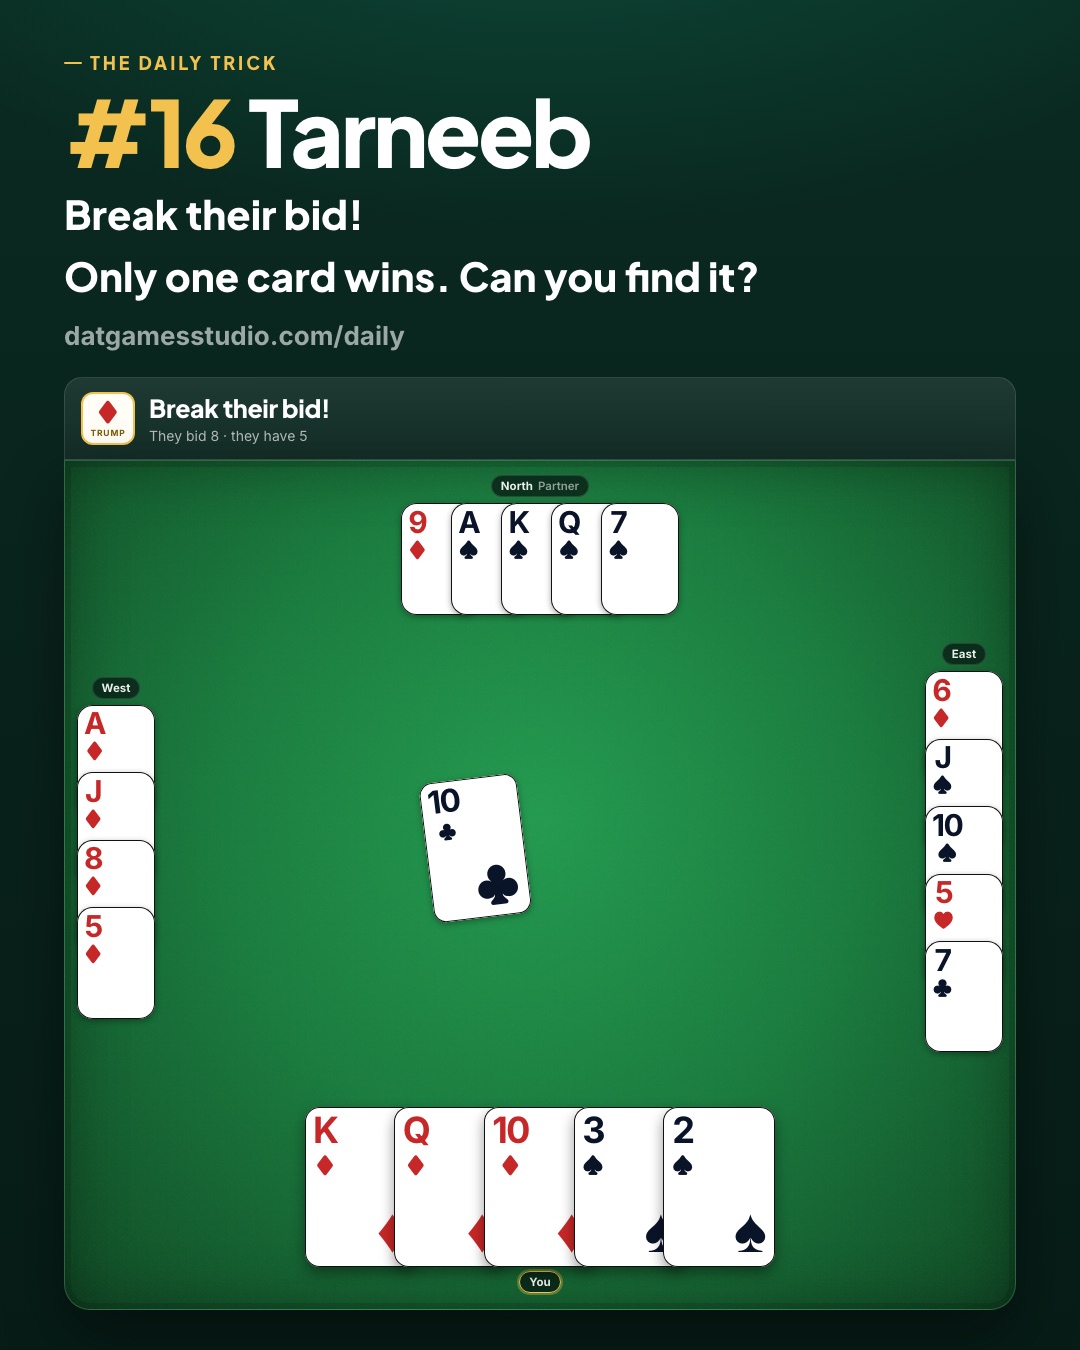 — THE DAILY TRICK
#16 Tarneeb
Break their bid!
Only one card wins. Can you find it?
datgamesstudio.com/daily
TRUMP
Break their bid!
They bid 8 · they have 5
North Partner
9 A K Q 7
East
6
J
10
5
7
West
A
J
8
5
10
K Q 10 3 2
You